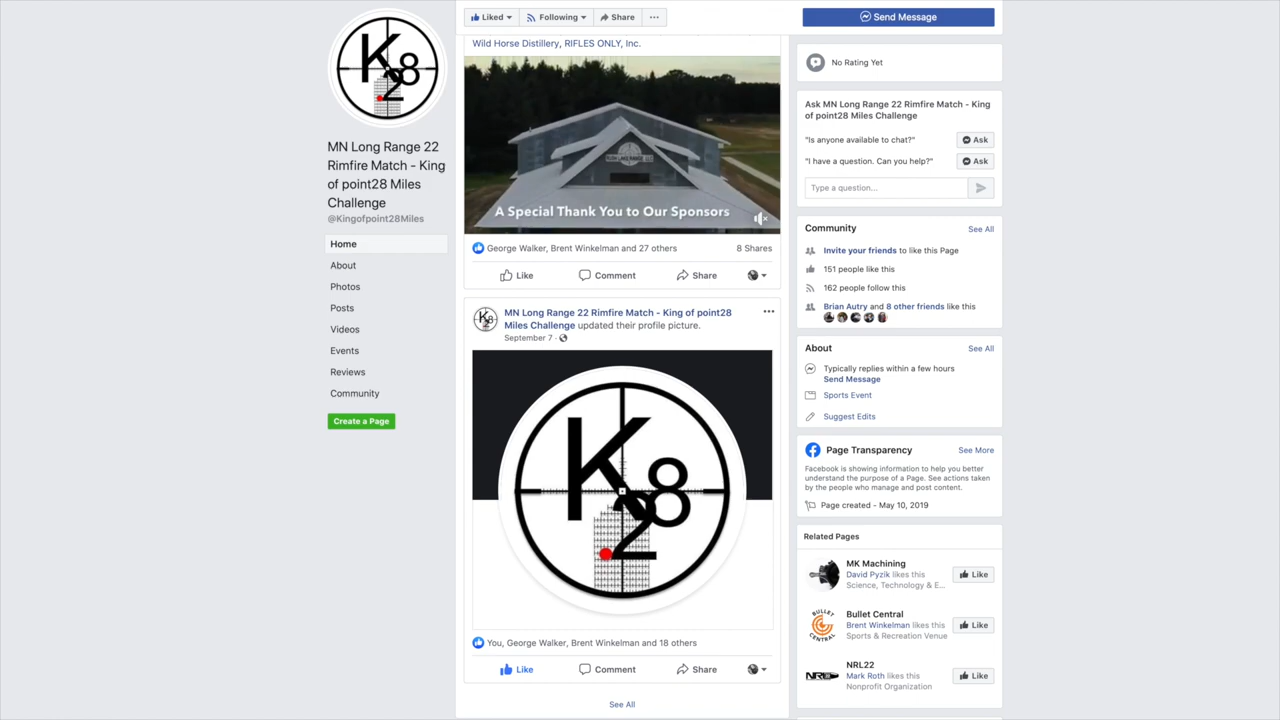 K28
MN Long Range 22
Rimfire Match - King
of point28 Miles
Challenge
@Kingofpoint28Miles
Home
About
Photos
Posts
Videos
Events
Reviews
Community
Create a Page
Liked
Following
Share
...
Wild Horse Distillery, RIFLES ONLY, Inc.
A Special Thank You to Our Sponsors
George Walker, Brent Winkelman and 27 others
8 Shares
Like
Comment
Share
MN Long Range 22 Rimfire Match - King of point28
Miles Challenge updated their profile picture.
September 7 ·
K
8
.2
You, George Walker, Brent Winkelman and 18 others
Like
Comment
Share
See All
Send Message
No Rating Yet
Ask MN Long Range 22 Rimfire Match - King
of point28 Miles Challenge
"Is anyone available to chat?"
Ask
"I have a question. Can you help?"
Ask
Type a question...
Community
See All
Invite your friends to like this Page
151 people like this
162 people follow this
Brian Autry and 8 other friends like this
About
See All
Typically replies within a few hours
Send Message
Sports Event
Suggest Edits
Page Transparency
See More
Facebook is showing information to help you better
understand the purpose of a Page. See actions taken
by the people who manage and post content.
Page created - May 10, 2019
Related Pages
MK Machining
David Pyzik likes this
Science, Technology & E...
Like
BULLET
CENTRAL
Bullet Central
Brent Winkelman likes this
Sports & Recreation Venue
Like
NRL22
Mark Roth likes this
Nonprofit Organization
Like